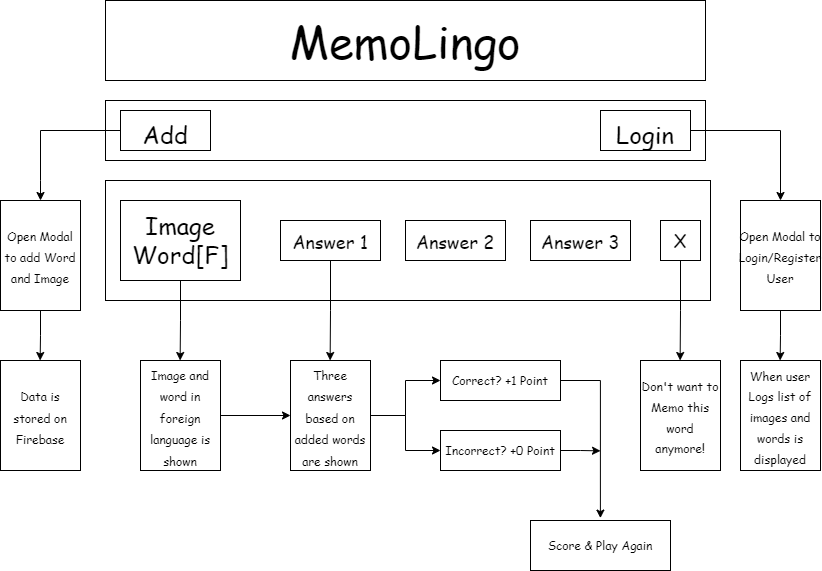 MemoLingo
Add
Login
Image
Word[F]
Answer 1
Answer 2
Answer 3
X
Open Modal
to add Word
and Image
Open Modal to
Login/Register
User
Data is
stored on
Firebase
Image and
word in
foreign
language is
shown
Three
answers
based on
added words
are shown
Correct? +1 Point
Incorrect? +0 Point
Don't want to
Memo this
word
anymore!
When user
Logs list of
images and
words is
displayed
Score & Play Again